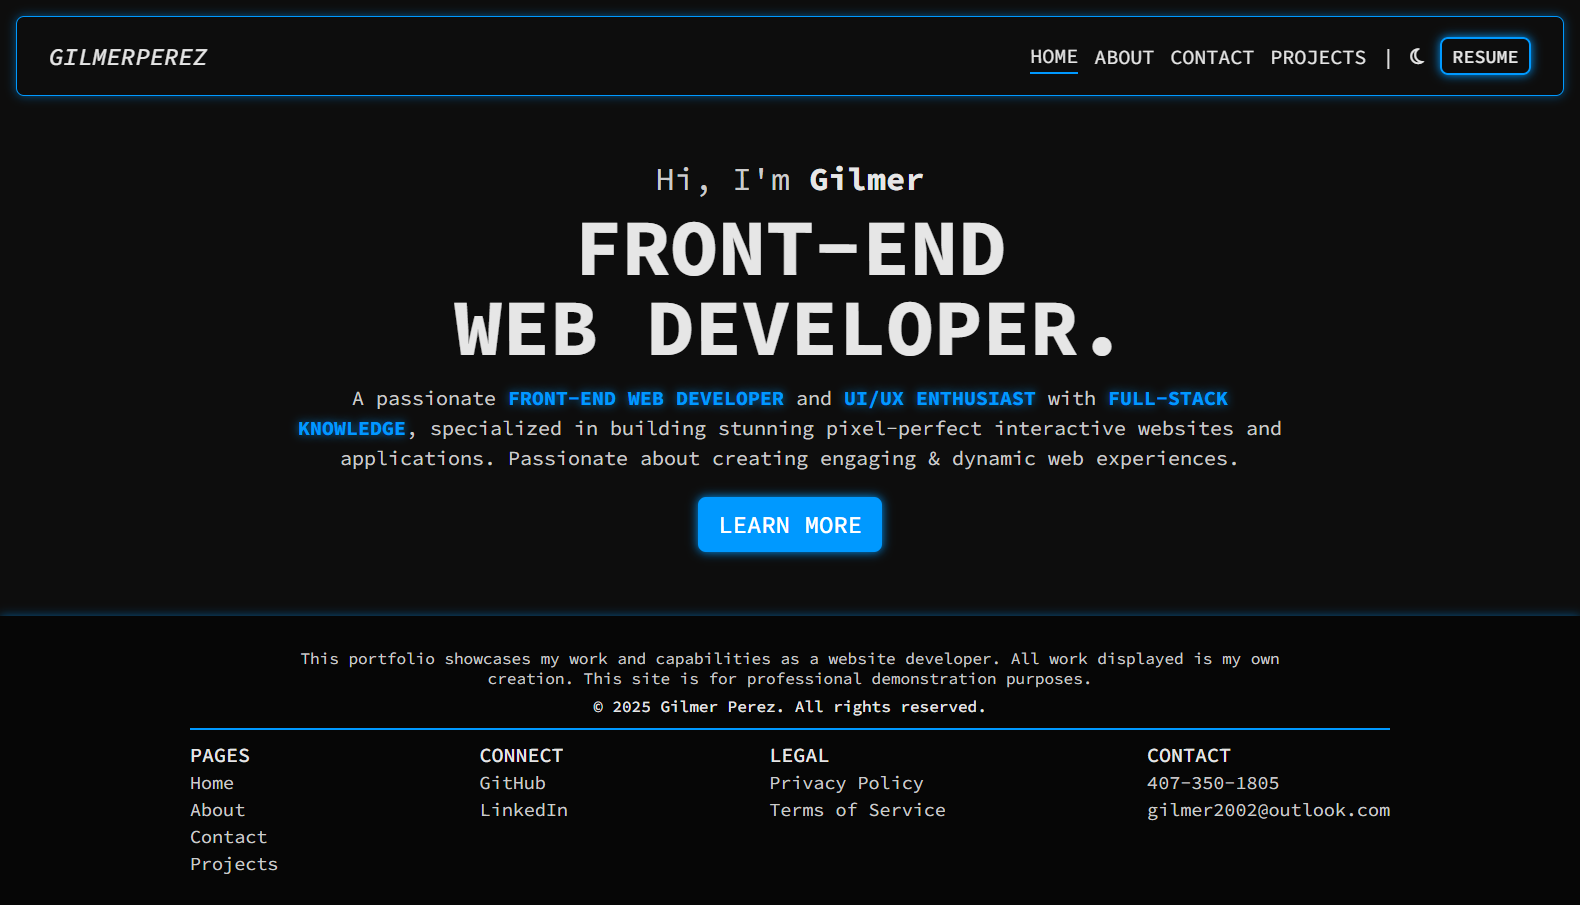 GILMERPEREZ
HOME ABOUT CONTACT PROJECTS | RESUME
Hi, I'm Gilmer
FRONT-END
WEB DEVELOPER.
A passionate FRONT-END WEB DEVELOPER and UI/UX ENTHUSIAST with FULL-STACK
KNOWLEDGE, specialized in building stunning pixel-perfect interactive websites and
applications. Passionate about creating engaging & dynamic web experiences.
LEARN MORE
This portfolio showcases my work and capabilities as a website developer. All work displayed is my own
creation. This site is for professional demonstration purposes.
© 2025 Gilmer Perez. All rights reserved.
PAGES
Home
About
Contact
Projects
CONNECT
GitHub
LinkedIn
LEGAL
Privacy Policy
Terms of Service
CONTACT
407-350-1805
gilmer2002@outlook.com